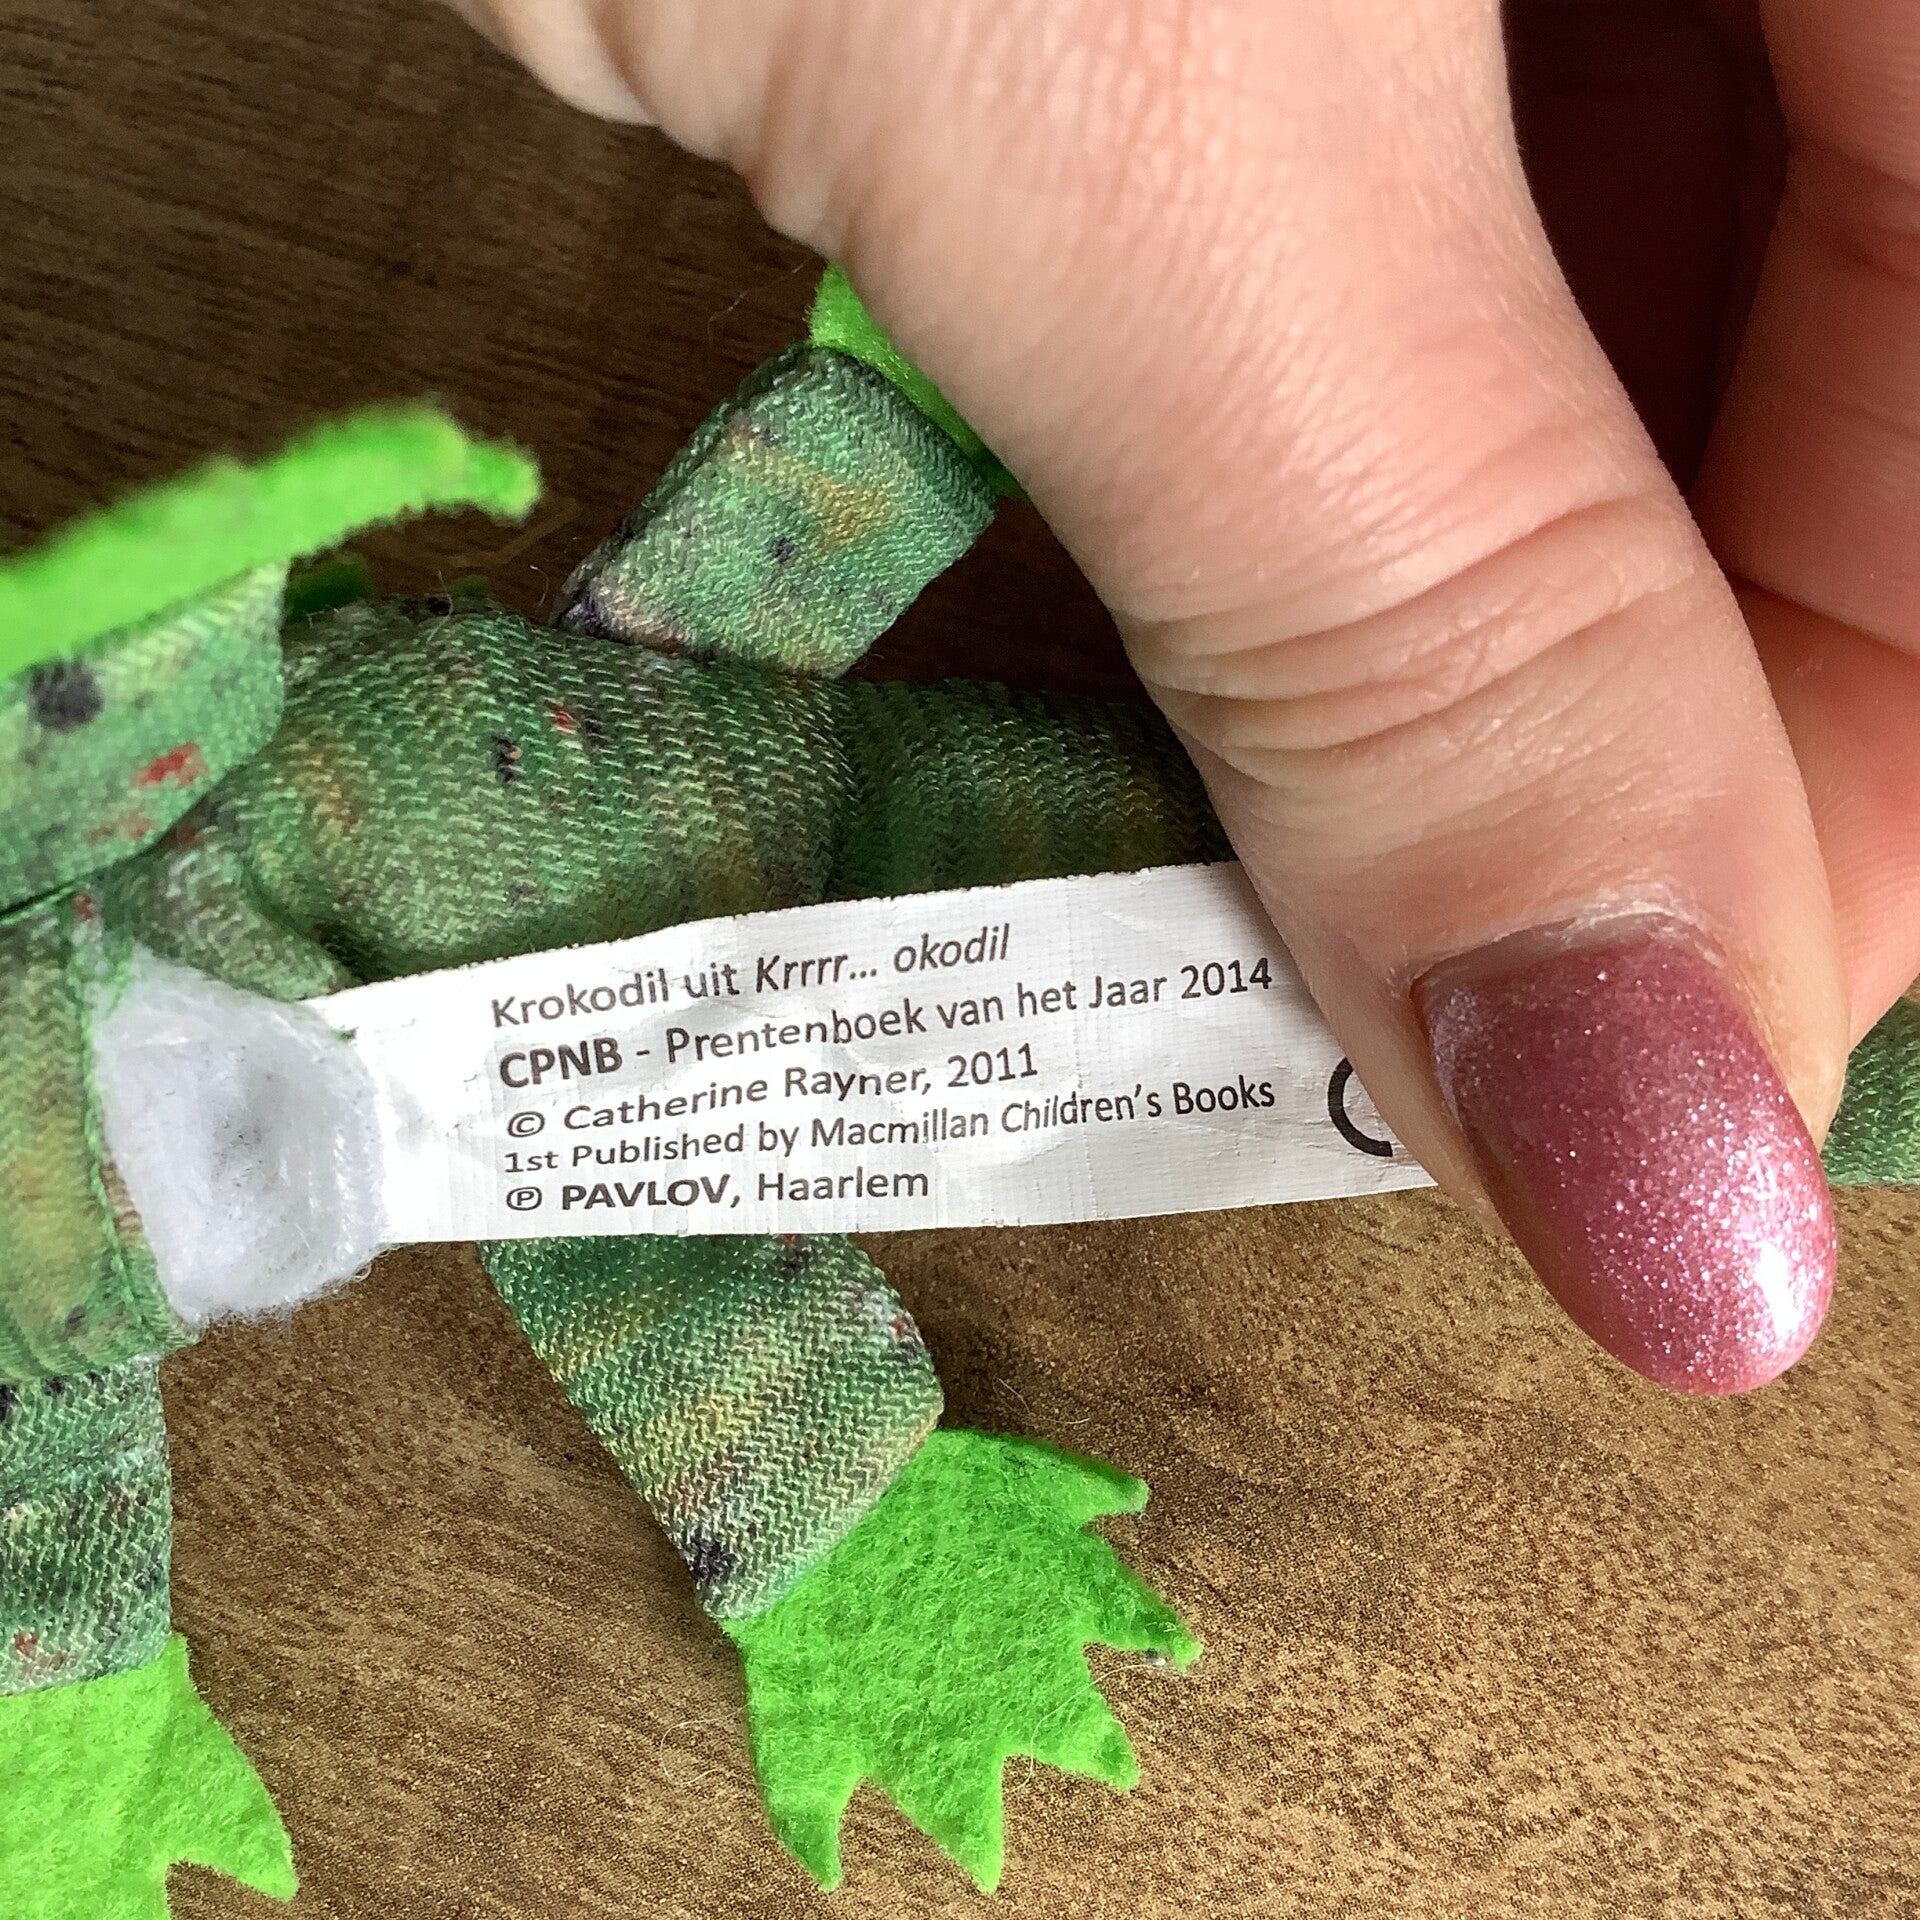 Krokodil uit Krrrr... okodil
CPNB - Prentenboek van het Jaar 2014
© Catherine Rayner, 2011
1st Published by Macmillan Children's Books
℗ PAVLOV, Haarlem